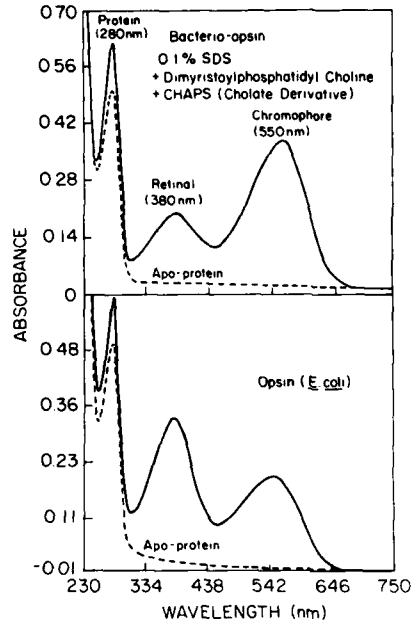 0.70
0.56
0.42
0.28
0.14
0
Protein
(280nm)
Bacterio-opsin
0.1% SDS
+ Dimyristoylphosphatidyl Choline
+ CHAPS (Cholate Derivative)
Chromophore
(550nm)
Retinal
(380nm)
Apo-protein
ABSORBANCE
0.48
0.36
0.23
0.11
-0.01
Opsin (E. coli)
Apo-protein
230 334 438 542 646 750
WAVELENGTH (nm)